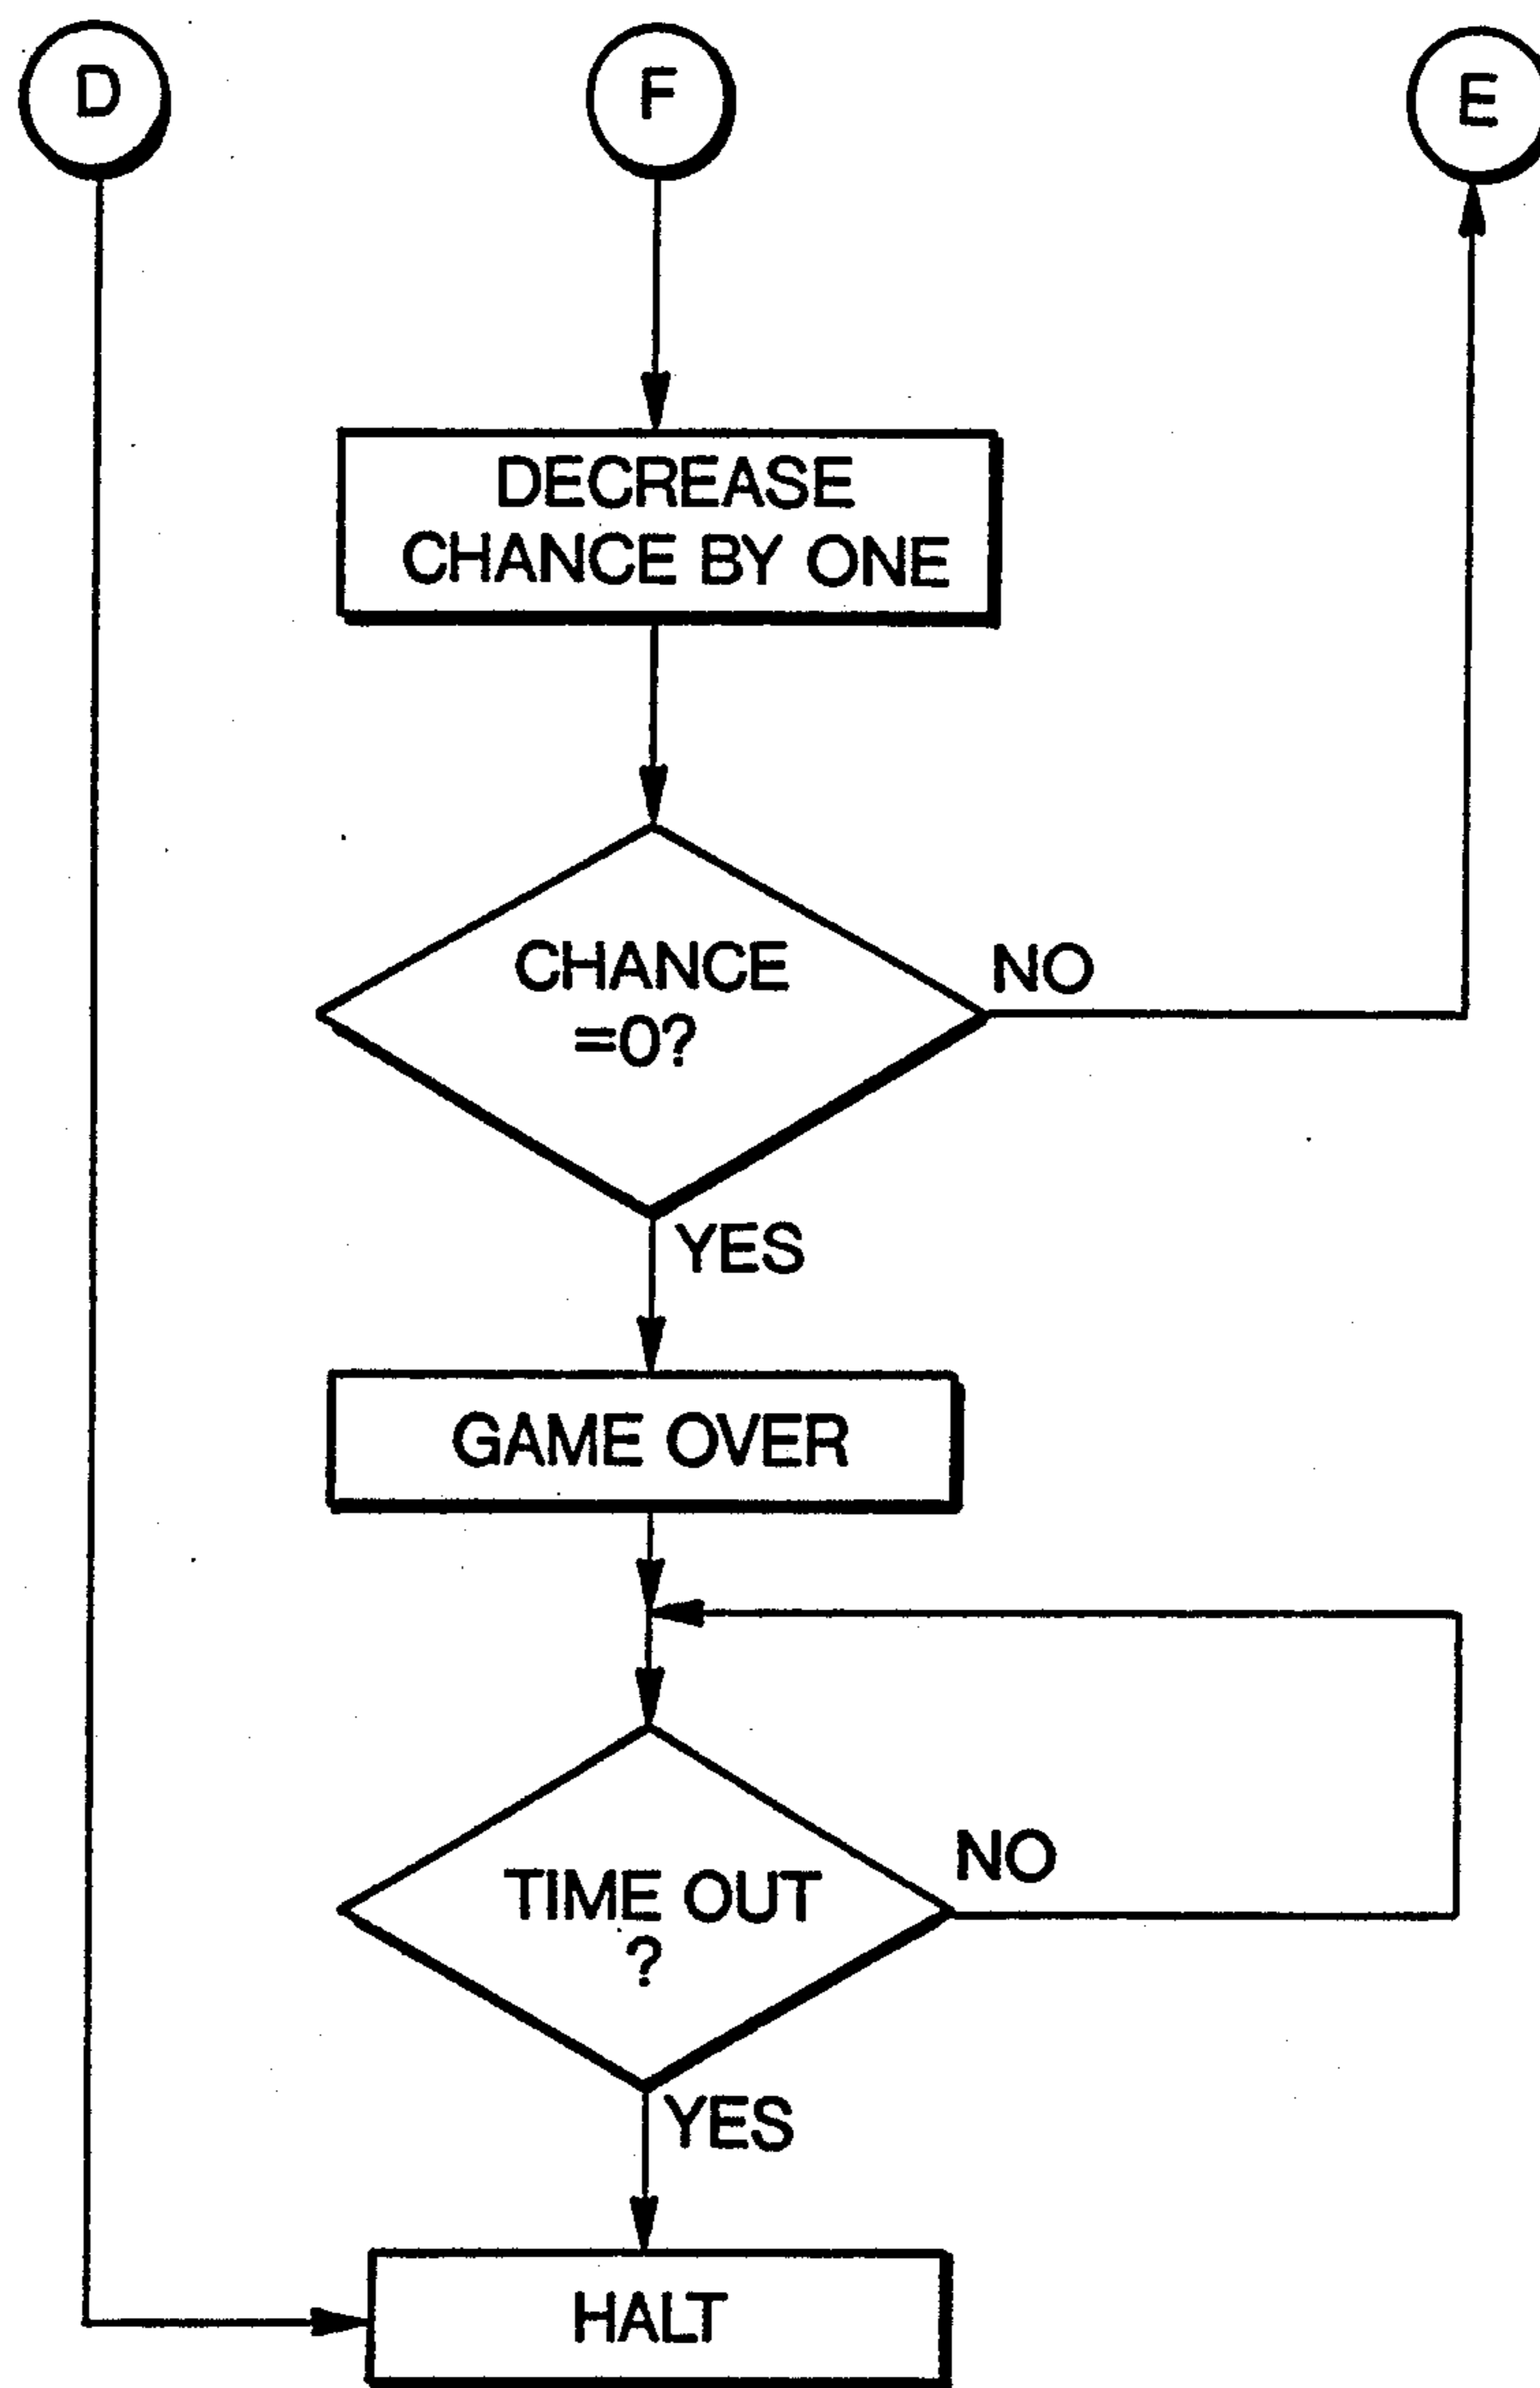 D
F
E
DECREASE
CHANCE BY ONE
CHANCE
=0?
NO
YES
GAME OVER
TIME OUT
?
NO
YES
HALT